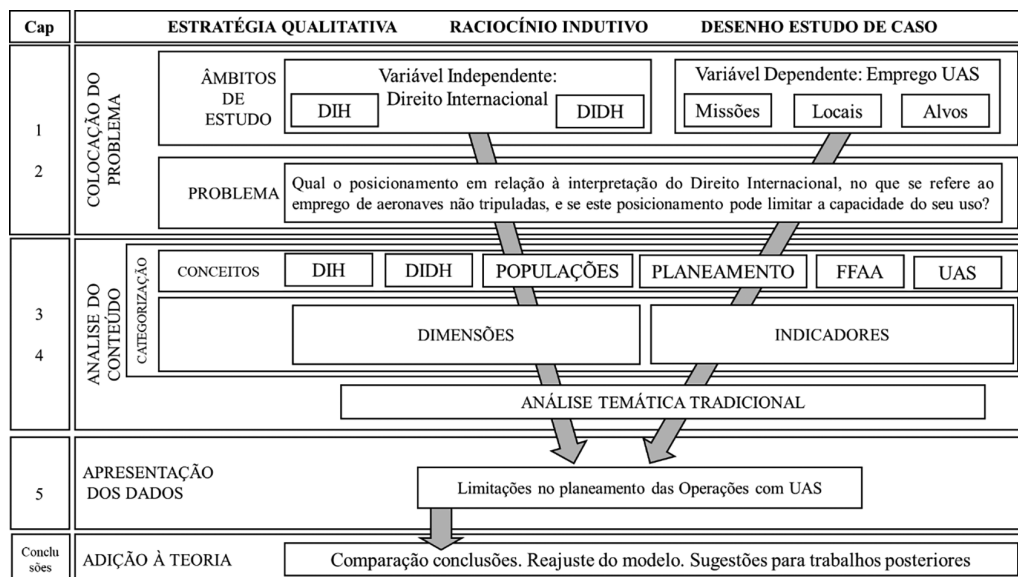 Cap
ESTRATÉGIA QUALITATIVA RACIOCÍNIO INDUTIVO DESENHO ESTUDO DE CASO
1
2
COLOCAÇÃO DO
PROBLEMA
ÂMBITOS
DE
ESTUDO
Variável Independente:
Direito Internacional
DIH
DIDH
Variável Dependente: Emprego UAS
Missões
Locais
Alvos
PROBLEMA
Qual o posicionamento em relação à interpretação do Direito Internacional, no que se refere ao
emprego de aeronaves não tripuladas, e se este posicionamento pode limitar a capacidade do seu uso?
3
4
ANALISE DO
CONTEÚDO
CATEGORIZAÇÃO
CONCEITOS
DIH
DIDH
POPULAÇÕES
PLANEAMENTO
FFAA
UAS
DIMENSÕES
INDICADORES
ANÁLISE TEMÁTICA TRADICIONAL
5
APRESENTAÇÃO
DOS DADOS
Limitações no planeamento das Operações com UAS
Conclu
sões
ADIÇÃO À TEORIA
Comparação conclusões. Reajuste do modelo. Sugestões para trabalhos posteriores